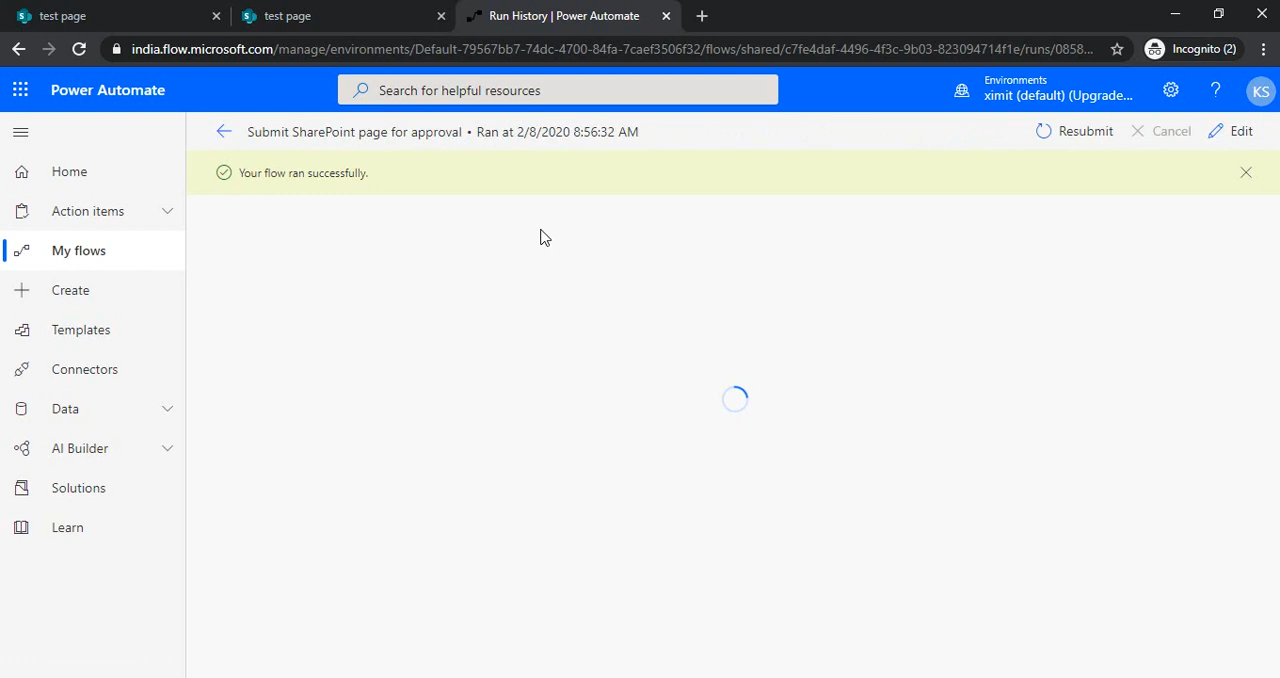 test page
test page
Run History | Power Automate
india.flow.microsoft.com/manage/environments/Default-79567bb7-74dc-4700-84fa-7caef3506f32/flows/shared/c7fe4daf-4496-4f3c-9b03-823094714f1e/runs/0858...
Incognito (2)
Power Automate
Search for helpful resources
Environments
ximit (default) (Upgrade...
KS
Submit SharePoint page for approval • Ran at 2/8/2020 8:56:32 AM
Resubmit
Cancel
Edit
Your flow ran successfully.
Home
Action items
My flows
Create
Templates
Connectors
Data
AI Builder
Solutions
Learn